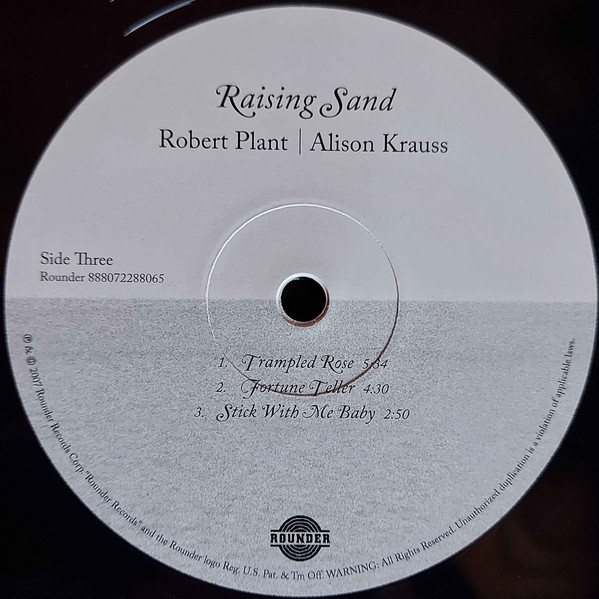 Raising Sand
Robert Plant | Alison Krauss
Side Three
Rounder 888072288065
1. Trampled Rose 5:34
2. Fortune Teller 4:30
3. Stick With Me Baby 2:50
ROUNDER
℗ & © 2007 Rounder Records Corp. "Rounder Records" and the Rounder logo Reg. U.S. Pat. & Tm Off. WARNING: All Rights Reserved. Unauthorized duplication is a violation of applicable laws.